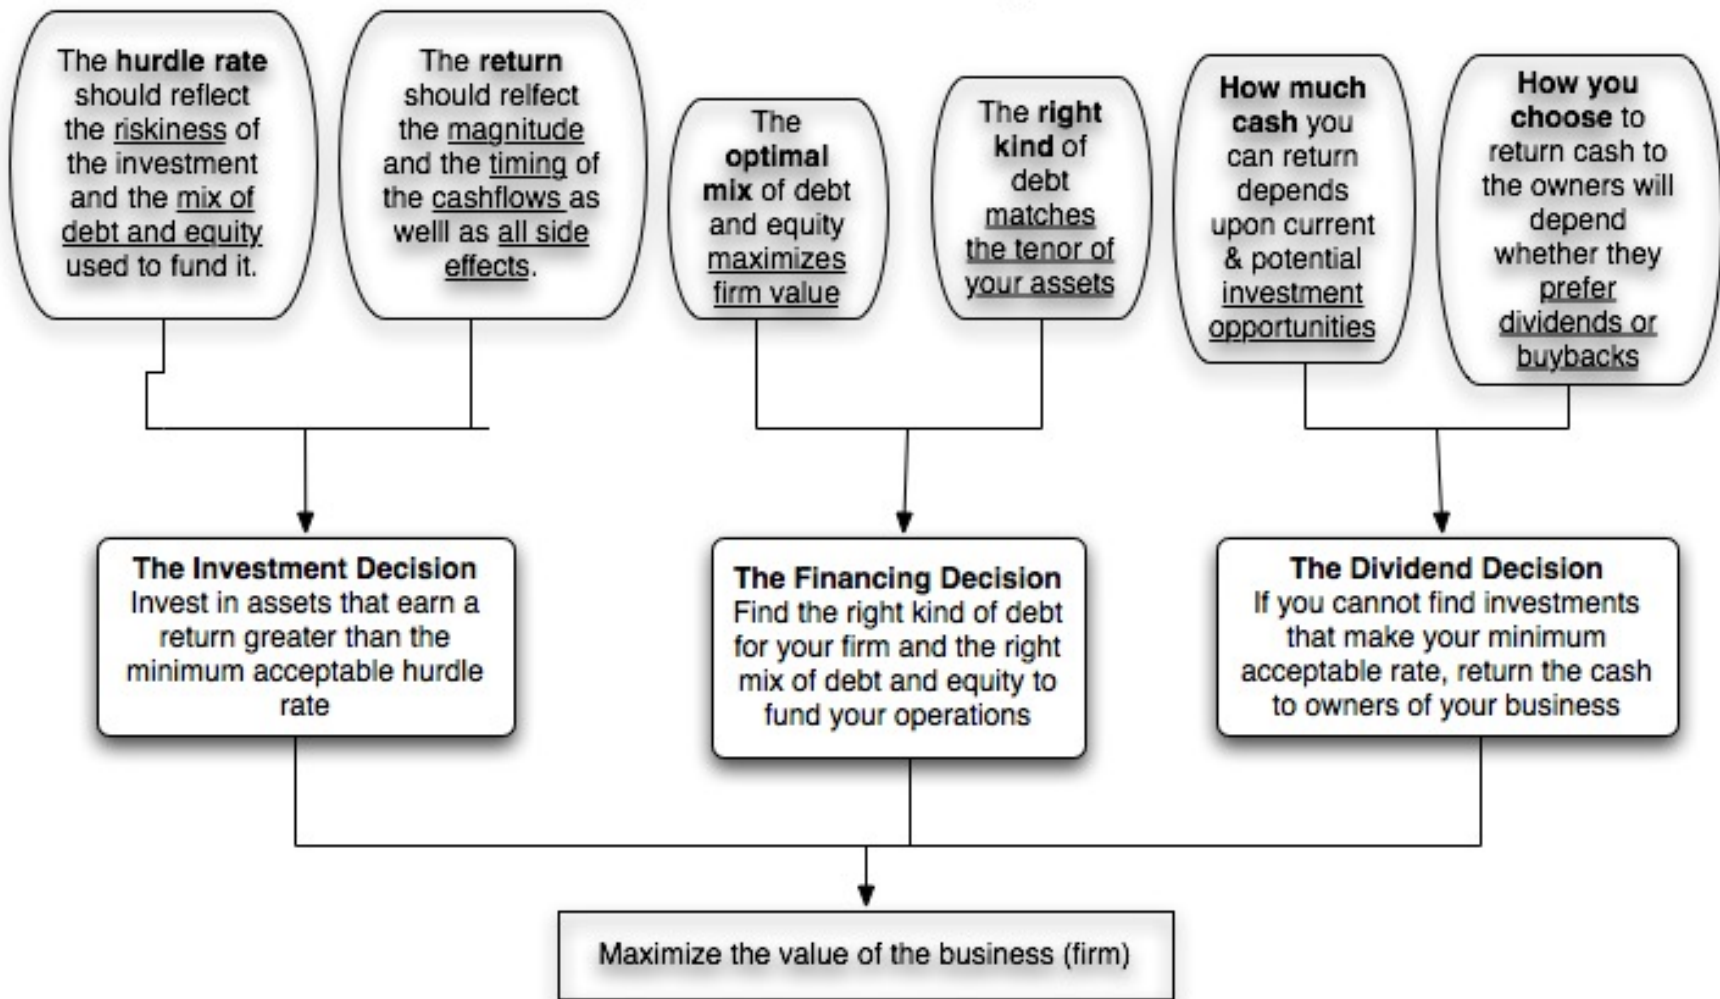 The hurdle rate
should reflect
the riskiness of
the investment
and the mix of
debt and equity
used to fund it.
The return
should relfect
the magnitude
and the timing of
the cashflows as
welll as all side
effects.
The
optimal
mix of debt
and equity
maximizes
firm value
The right
kind of
debt
matches
the tenor of
your assets
How much
cash you
can return
depends
upon current
& potential
investment
opportunities
How you
choose to
return cash to
the owners will
depend
whether they
prefer
dividends or
buybacks
The Investment Decision
Invest in assets that earn a
return greater than the
minimum acceptable hurdle
rate
The Financing Decision
Find the right kind of debt
for your firm and the right
mix of debt and equity to
fund your operations
The Dividend Decision
If you cannot find investments
that make your minimum
acceptable rate, return the cash
to owners of your business
Maximize the value of the business (firm)